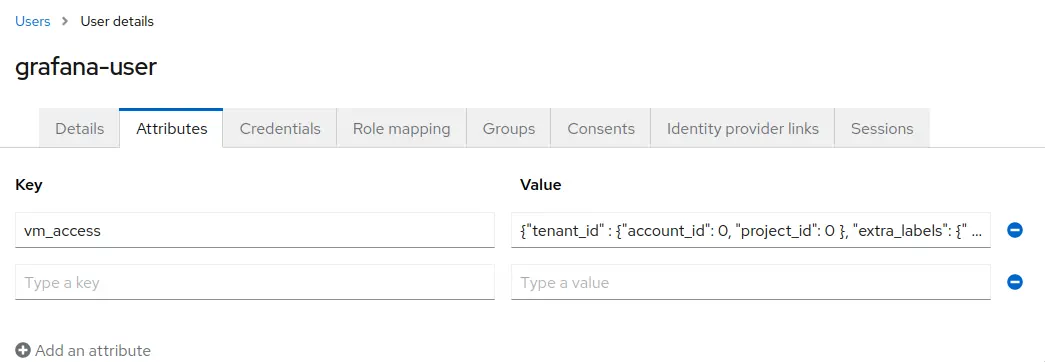 Users > User details
grafana-user
Details Attributes Credentials Role mapping Groups Consents Identity provider links Sessions
Key Value
vm_access {"tenant_id" : {"account_id": 0, "project_id": 0 }, "extra_labels": {" ...
Type a key Type a value
Add an attribute